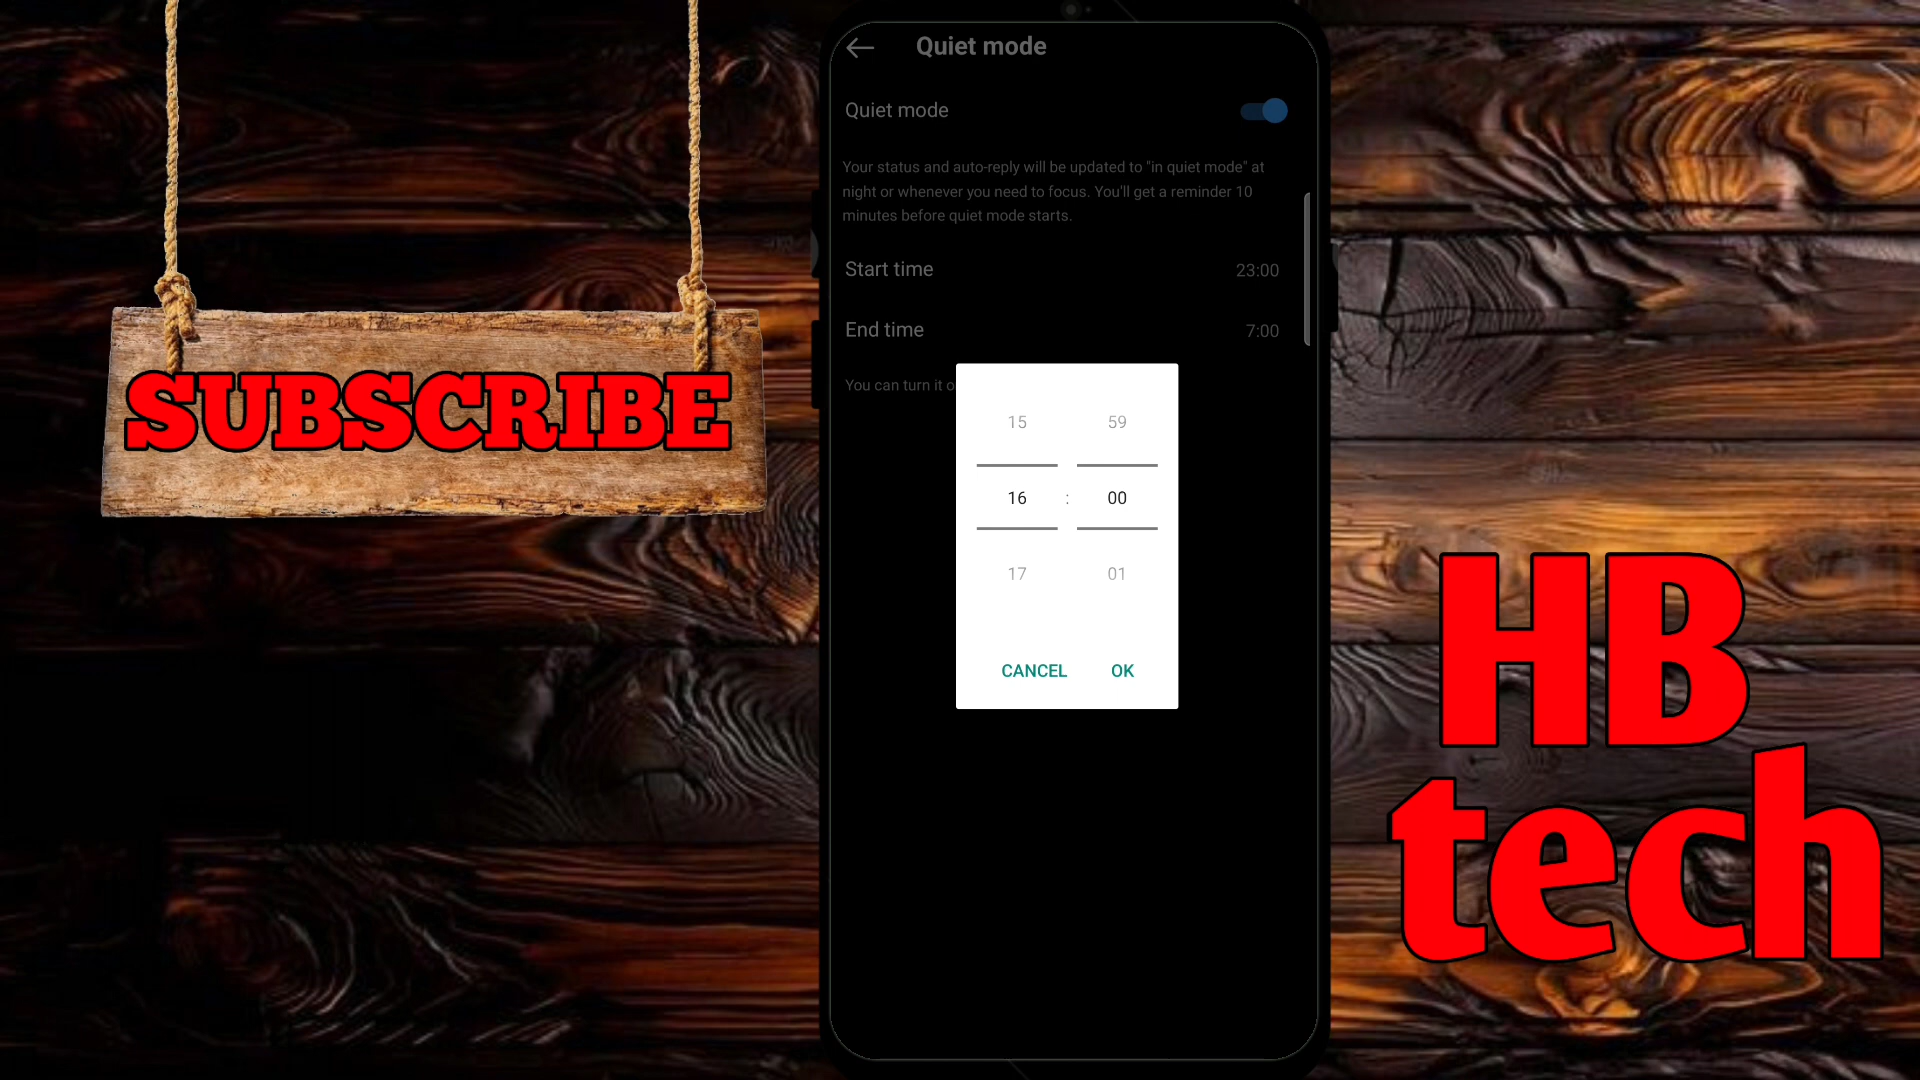 SUBSCRIBE
Quiet mode
Quiet mode
Your status and auto-reply will be updated to "in quiet mode" at
night or whenever you need to focus. You'll get a reminder 10
minutes before quiet mode starts.
Start time 23:00
End time 7:00
You can turn it o
15 59
16 : 00
17 01
CANCEL OK
HB
tech